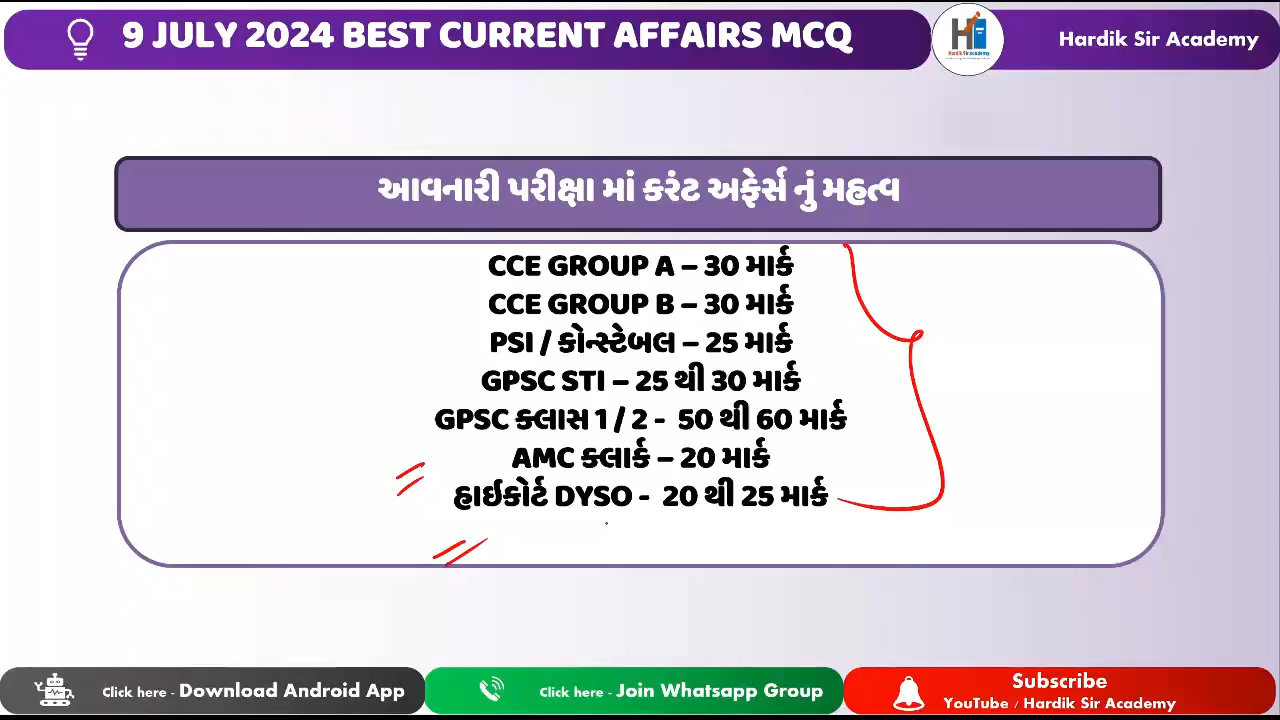 9 JULY 2024 BEST CURRENT AFFAIRS MCQ
Hardik Sir Academy
આવનારી પરીક્ષા માં કરંટ અફેર્સ નું મહત્વ
CCE GROUP A – 30 માર્ક
CCE GROUP B – 30 માર્ક
PSI / કોન્સ્ટેબલ – 25 માર્ક
GPSC STI – 25 થી 30 માર્ક
GPSC ક્લાસ 1 / 2 - 50 થી 60 માર્ક
AMC ક્લાર્ક – 20 માર્ક
હાઇકોર્ટ DYSO - 20 થી 25 માર્ક
Click here - Download Android App
Click here - Join Whatsapp Group
Subscribe
YouTube / Hardik Sir Academy